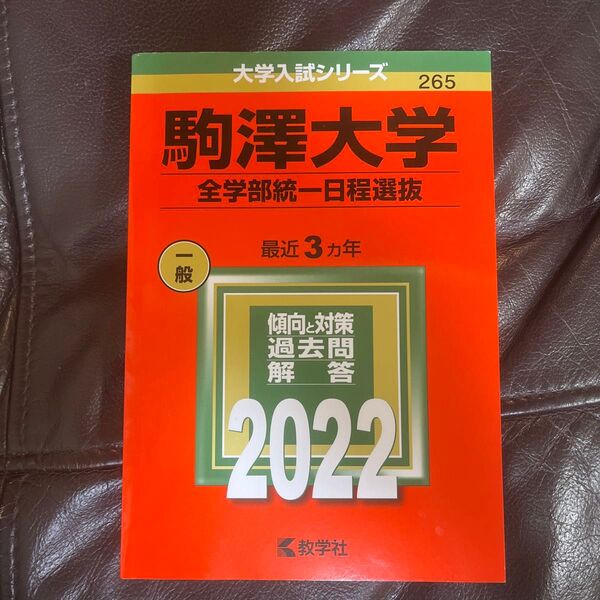 大学入試シリーズ
265
駒澤大学
全学部統一日程選抜
最近3カ年
一般
傾向と対策
過去問
解答
2022
教学社